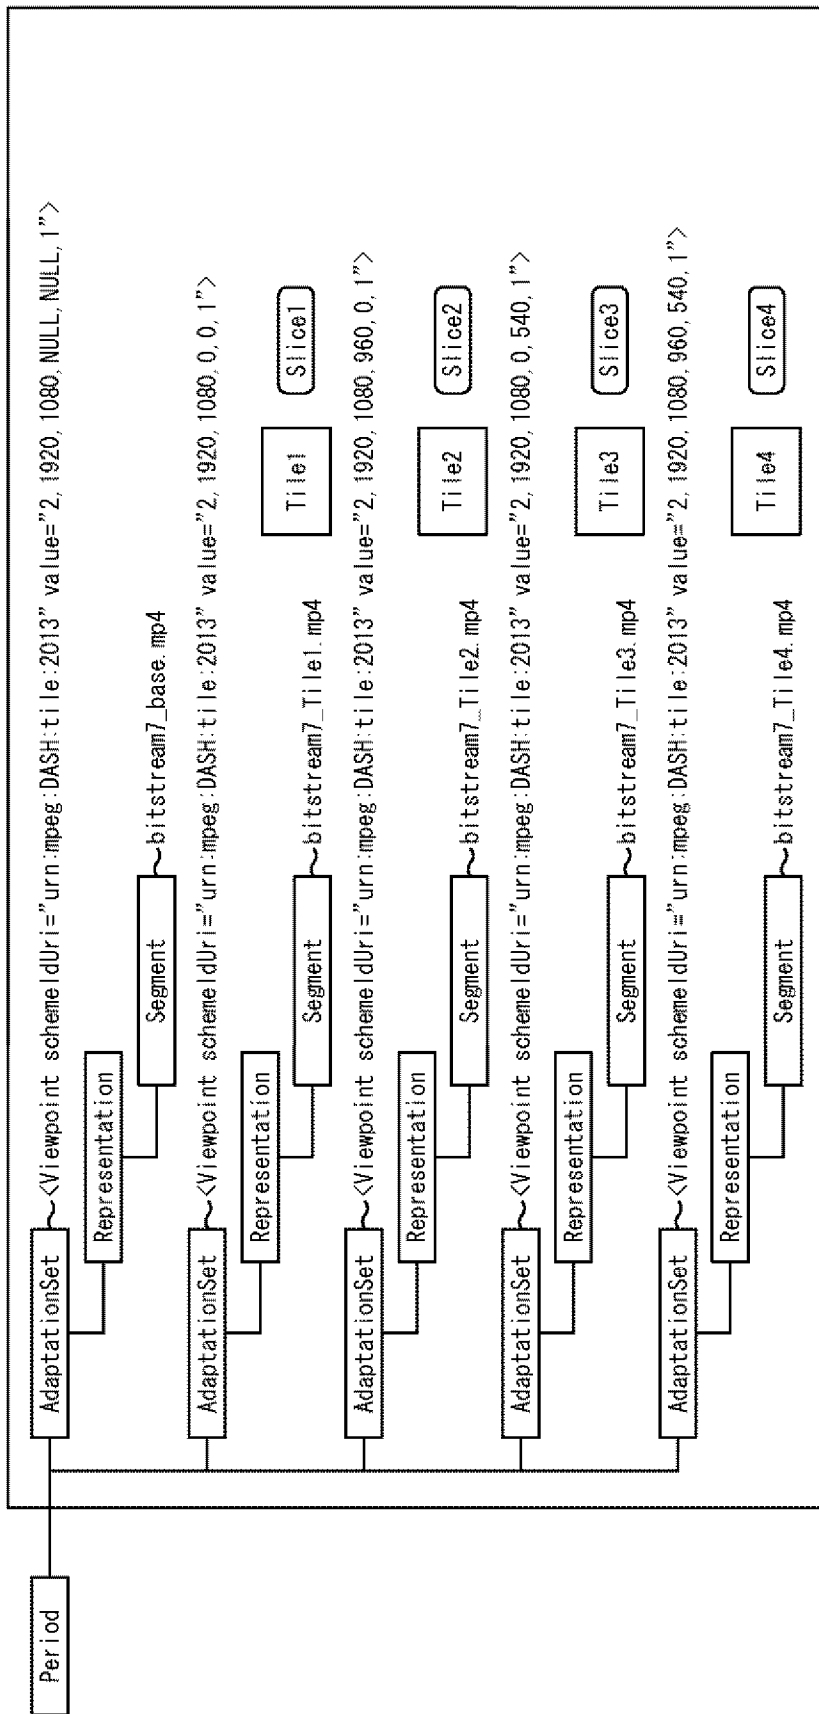 Period
AdaptationSet
<Viewpoint schemeIdUri="urn:mpeg:DASH:tile:2013" value="2, 1920, 1080, NULL, NULL, 1">
Representation
Segment
bitstream7_base.mp4
AdaptationSet
<Viewpoint schemeIdUri="urn:mpeg:DASH:tile:2013" value="2, 1920, 1080, 0, 0, 1">
Representation
Segment
bitstream7_Tile1.mp4
Tile1
Slice1
AdaptationSet
<Viewpoint schemeIdUri="urn:mpeg:DASH:tile:2013" value="2, 1920, 1080, 960, 0, 1">
Representation
Segment
bitstream7_Tile2.mp4
Tile2
Slice2
AdaptationSet
<Viewpoint schemeIdUri="urn:mpeg:DASH:tile:2013" value="2, 1920, 1080, 0, 540, 1">
Representation
Segment
bitstream7_Tile3.mp4
Tile3
Slice3
AdaptationSet
<Viewpoint schemeIdUri="urn:mpeg:DASH:tile:2013" value="2, 1920, 1080, 960, 540, 1">
Representation
Segment
bitstream7_Tile4.mp4
Tile4
Slice4